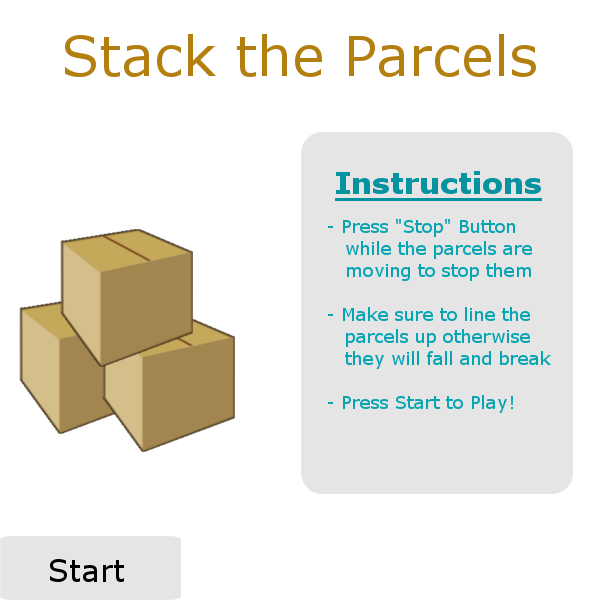 Stack the Parcels
Instructions
- Press "Stop" Button
while the parcels are
moving to stop them
- Make sure to line the
parcels up otherwise
they will fall and break
- Press Start to Play!
Start